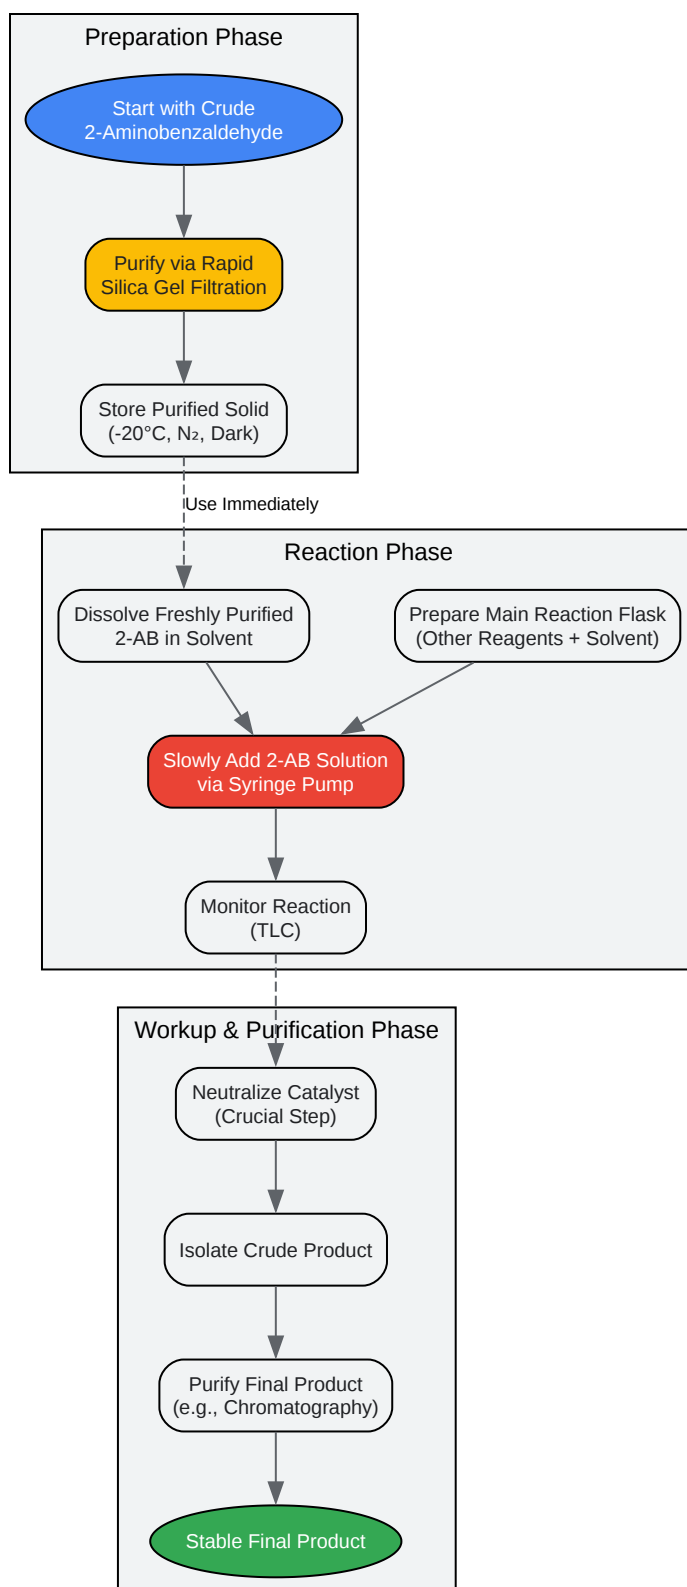 Preparation Phase
Start with Crude
2-Aminobenzaldehyde
Purify via Rapid
Silica Gel Filtration
Store Purified Solid
(-20°C, N₂, Dark)
Use Immediately
Reaction Phase
Dissolve Freshly Purified
2-AB in Solvent
Prepare Main Reaction Flask
(Other Reagents + Solvent)
Slowly Add 2-AB Solution
via Syringe Pump
Monitor Reaction
(TLC)
Workup & Purification Phase
Neutralize Catalyst
(Crucial Step)
Isolate Crude Product
Purify Final Product
(e.g., Chromatography)
Stable Final Product